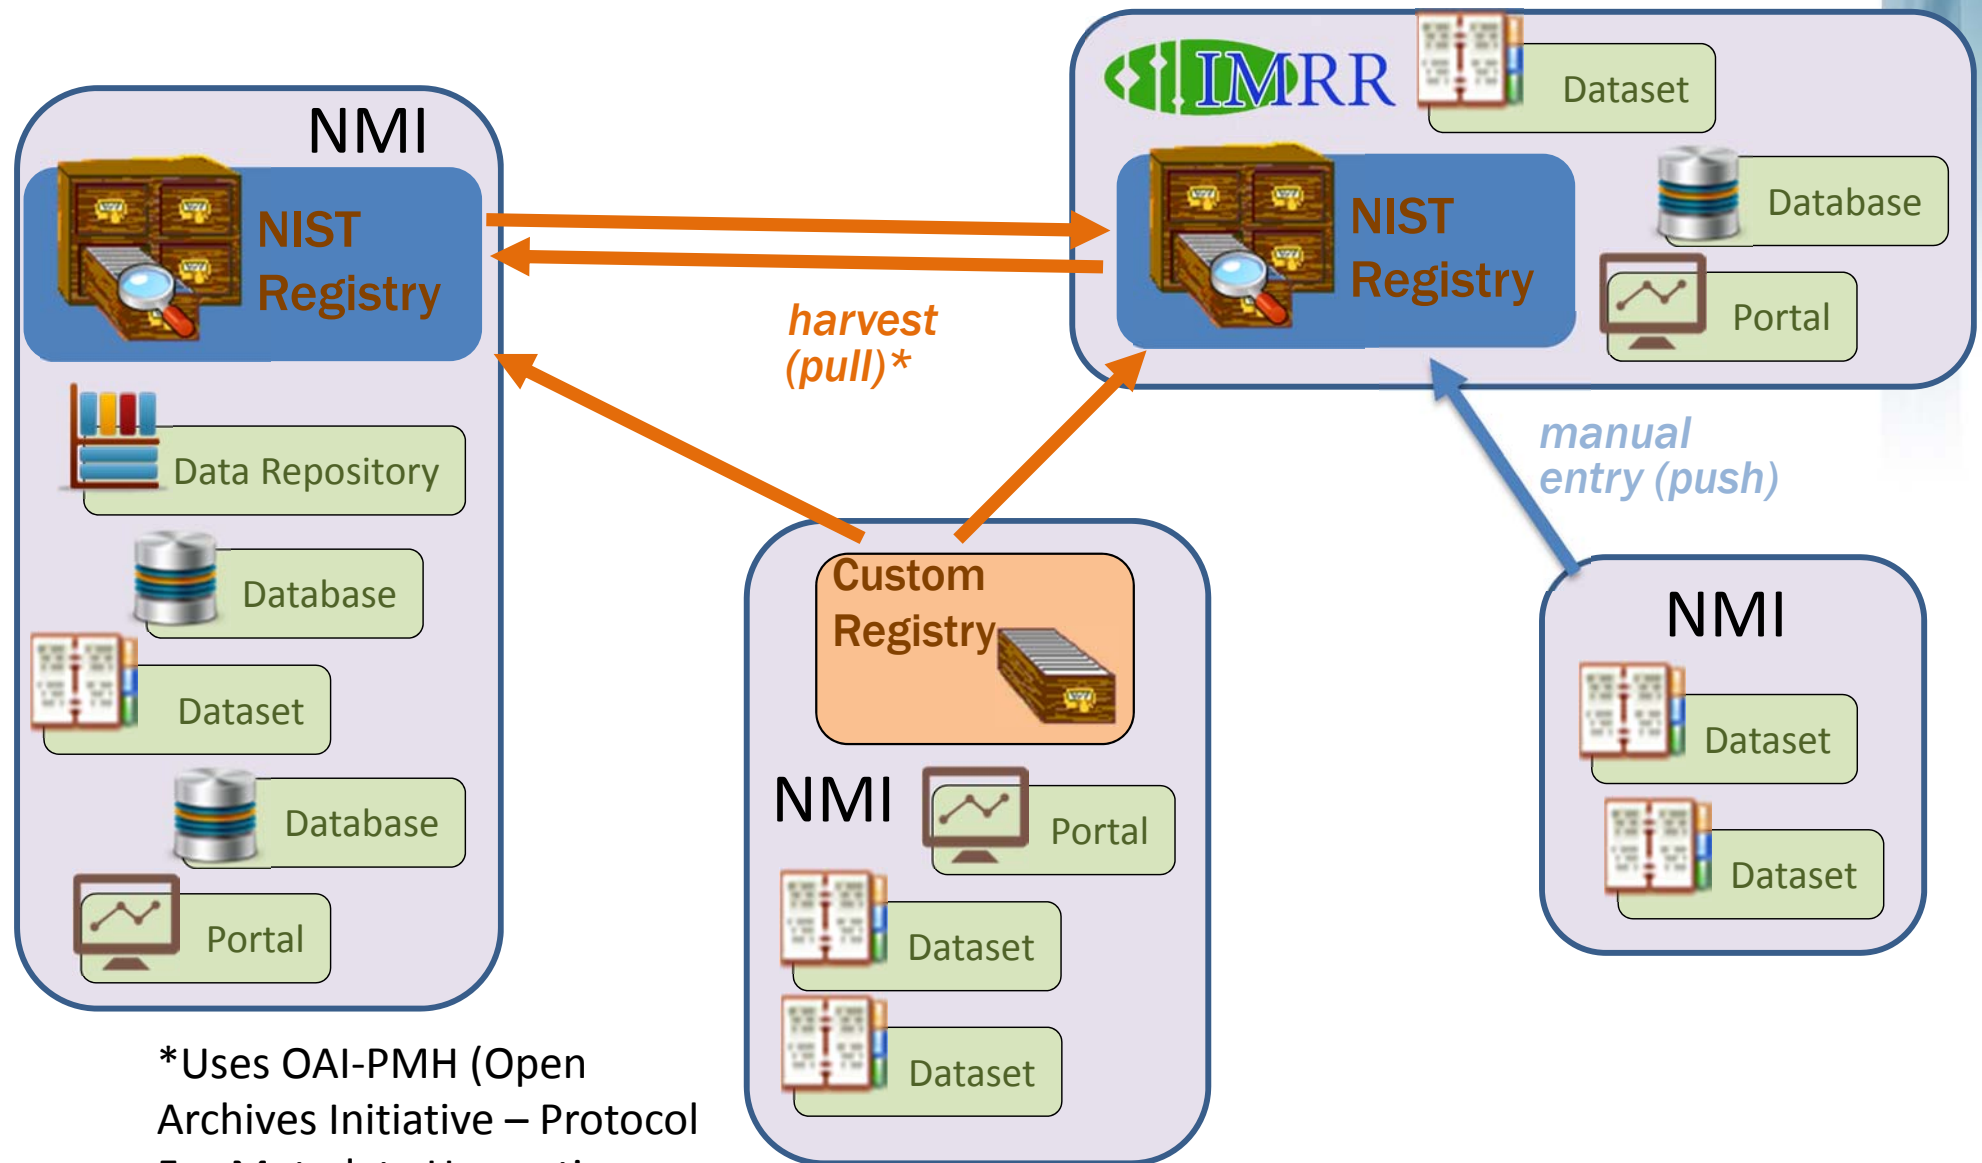 NMI
NIST
Registry
Data Repository
Database
Dataset
Database
Portal
*Uses OAI-PMH (Open
Archives Initiative – Protocol
harvest
(pull)*
IMRR
Dataset
NIST
Registry
Database
Portal
manual
entry (push)
Custom
Registry
NMI
Portal
Dataset
Dataset
NMI
Dataset
Dataset